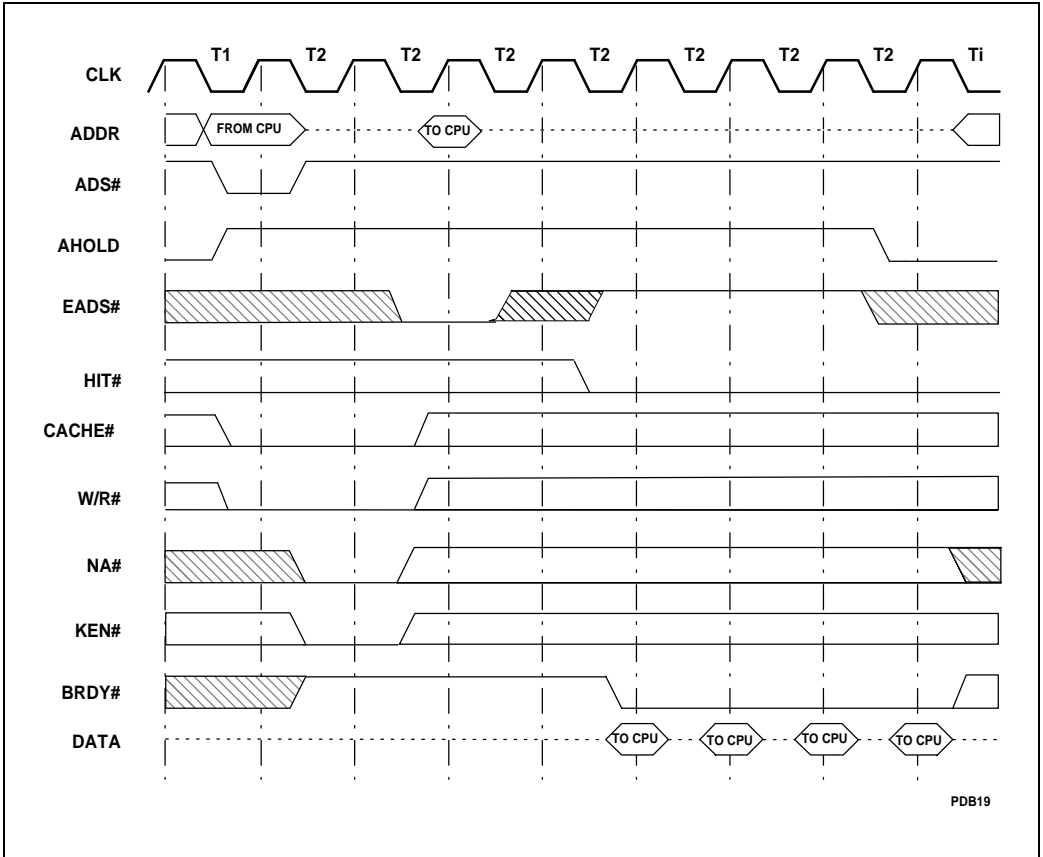 T1 T2 T2 T2 T2 T2 T2 T2 Ti
CLK
ADDR FROM CPU TO CPU
ADS#
AHOLD
EADS#
HIT#
CACHE#
W/R#
NA#
KEN#
BRDY#
DATA TO CPU TO CPU TO CPU TO CPU
PDB19